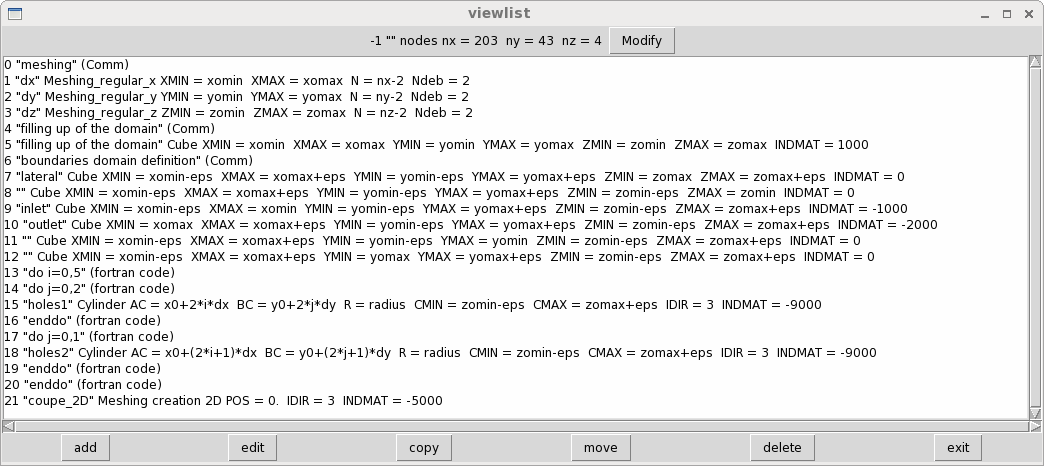 viewlist
-1 "" nodes nx = 203 ny = 43 nz = 4 Modify
0 "meshing" (Comm)
1 "dx" Meshing_regular_x XMIN = xomin XMAX = xomax N = nx-2 Ndeb = 2
2 "dy" Meshing_regular_y YMIN = yomin YMAX = yomax N = ny-2 Ndeb = 2
3 "dz" Meshing_regular_z ZMIN = zomin ZMAX = zomax N = nz-2 Ndeb = 2
4 "filling up of the domain" (Comm)
5 "filling up of the domain" Cube XMIN = xomin XMAX = xomax YMIN = yomin YMAX = yomax ZMIN = zomin ZMAX = zomax INDMAT = 1000
6 "boundaries domain definition" (Comm)
7 "lateral" Cube XMIN = xomin-eps XMAX = xomax+eps YMIN = yomin-eps YMAX = yomax+eps ZMIN = zomax ZMAX = zomax+eps INDMAT = 0
8 "" Cube XMIN = xomin-eps XMAX = xomax+eps YMIN = yomin-eps YMAX = yomax+eps ZMIN = zomin-eps ZMAX = zomin INDMAT = 0
9 "inlet" Cube XMIN = xomin-eps XMAX = xomin YMIN = yomin-eps YMAX = yomax+eps ZMIN = zomin-eps ZMAX = zomax+eps INDMAT = -1000
10 "outlet" Cube XMIN = xomax XMAX = xomax+eps YMIN = yomin-eps YMAX = yomax+eps ZMIN = zomin-eps ZMAX = zomax+eps INDMAT = -2000
11 "" Cube XMIN = xomin-eps XMAX = xomax+eps YMIN = yomin-eps YMAX = yomin ZMIN = zomin-eps ZMAX = zomax+eps INDMAT = 0
12 "" Cube XMIN = xomin-eps XMAX = xomax+eps YMIN = yomax YMAX = yomax+eps ZMIN = zomin-eps ZMAX = zomax+eps INDMAT = 0
13 "do i=0,5" (fortran code)
14 "do j=0,2" (fortran code)
15 "holes1" Cylinder AC = x0+2*i*dx BC = y0+2*j*dy R = radius CMIN = zomin-eps CMAX = zomax+eps IDIR = 3 INDMAT = -9000
16 "enddo" (fortran code)
17 "do j=0,1" (fortran code)
18 "holes2" Cylinder AC = x0+(2*i+1)*dx BC = y0+(2*j+1)*dy R = radius CMIN = zomin-eps CMAX = zomax+eps IDIR = 3 INDMAT = -9000
19 "enddo" (fortran code)
20 "enddo" (fortran code)
21 "coupe_2D" Meshing creation 2D POS = 0. IDIR = 3 INDMAT = -5000
add edit copy move delete exit